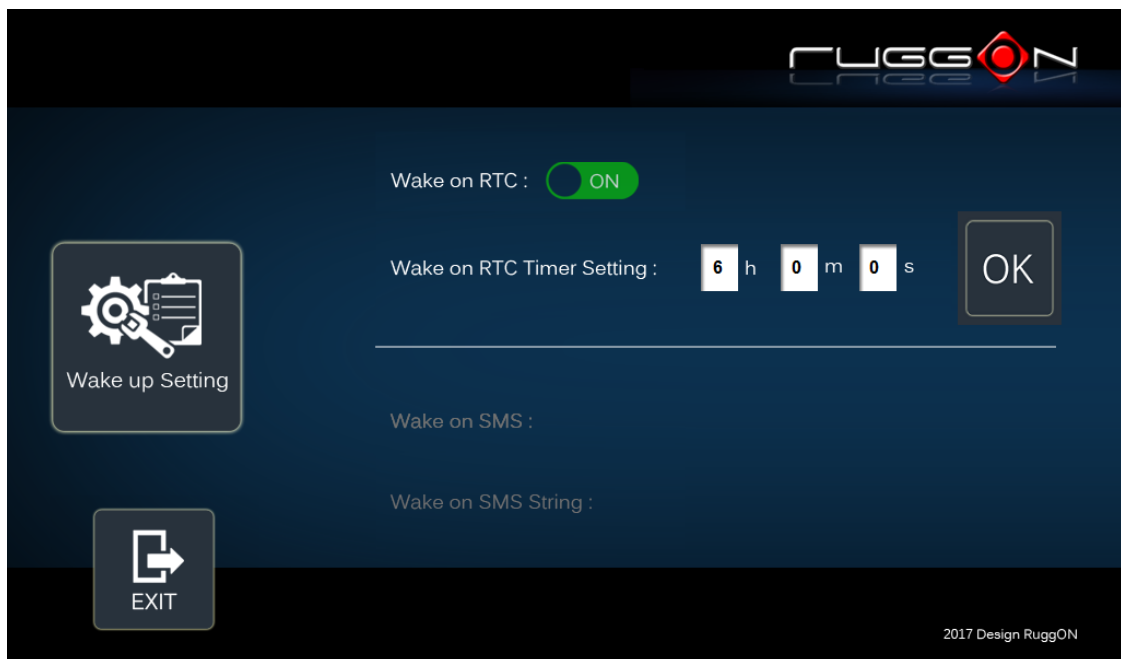 ruggON
Wake on RTC : ON
Wake on RTC Timer Setting : 6 h 0 m 0 s
OK
Wake up Setting
Wake on SMS :
Wake on SMS String :
EXIT
2017 Design RuggON